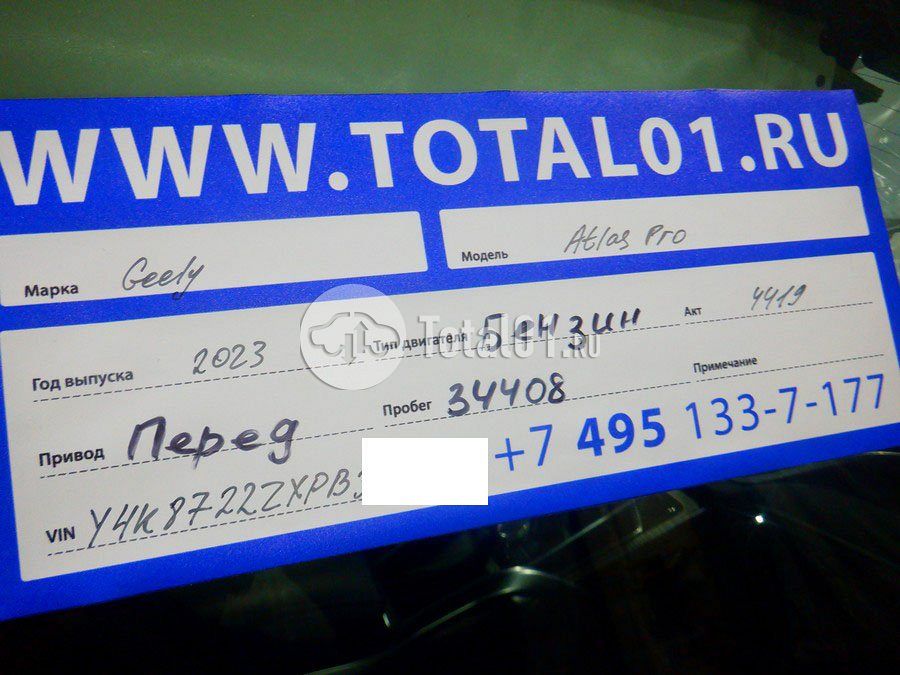 WWW.TOTAL01.RU
Марка Geely Модель Atlas Pro
Год выпуска 2023 Тип двигателя Бензин Акт 4419
Total01.RU
Привод Перед Пробег 34408 Примечание
+7 495 133-7-177
VIN Y4K8722ZXPB